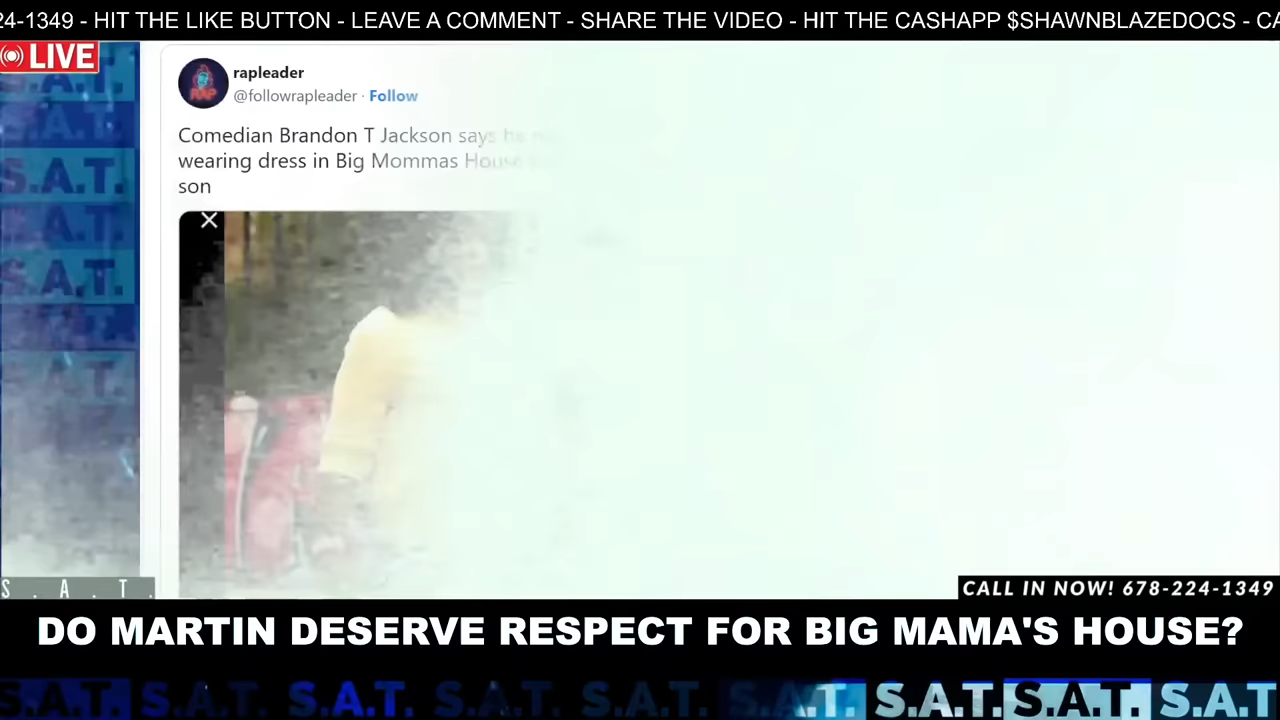 24-1349 - HIT THE LIKE BUTTON - LEAVE A COMMENT - SHARE THE VIDEO - HIT THE CASHAPP $SHAWNBLAZEDOCS - CA
LIVE
S.A.T.
S.A.T.
S.A.T.
S.A.T.
S.A.T.
S.A.T.
S.A.T.
rapleader
@followrapleader · Follow
Comedian Brandon T Jackson says he
wearing dress in Big Mommas House
son
S . A . T .
CALL IN NOW! 678-224-1349
DO MARTIN DESERVE RESPECT FOR BIG MAMA'S HOUSE?
S.A.T. S.A.T. S.A.T. S.A.T. S.A.T. S.A.T. S.A.T. S.A.T. S.A.T